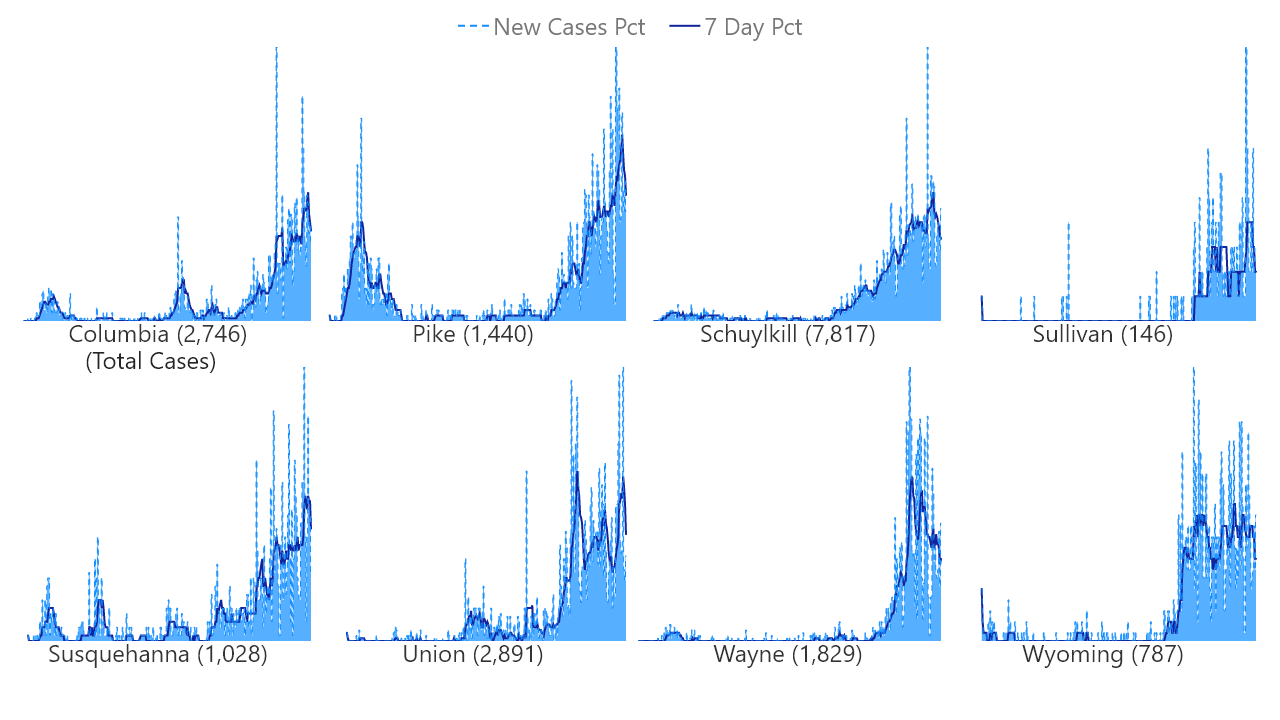 New Cases Pct 7 Day Pct
Columbia (2,746) Pike (1,440) Schuylkill (7,817) Sullivan (146)
(Total Cases)
Susquehanna (1,028) Union (2,891) Wayne (1,829) Wyoming (787)